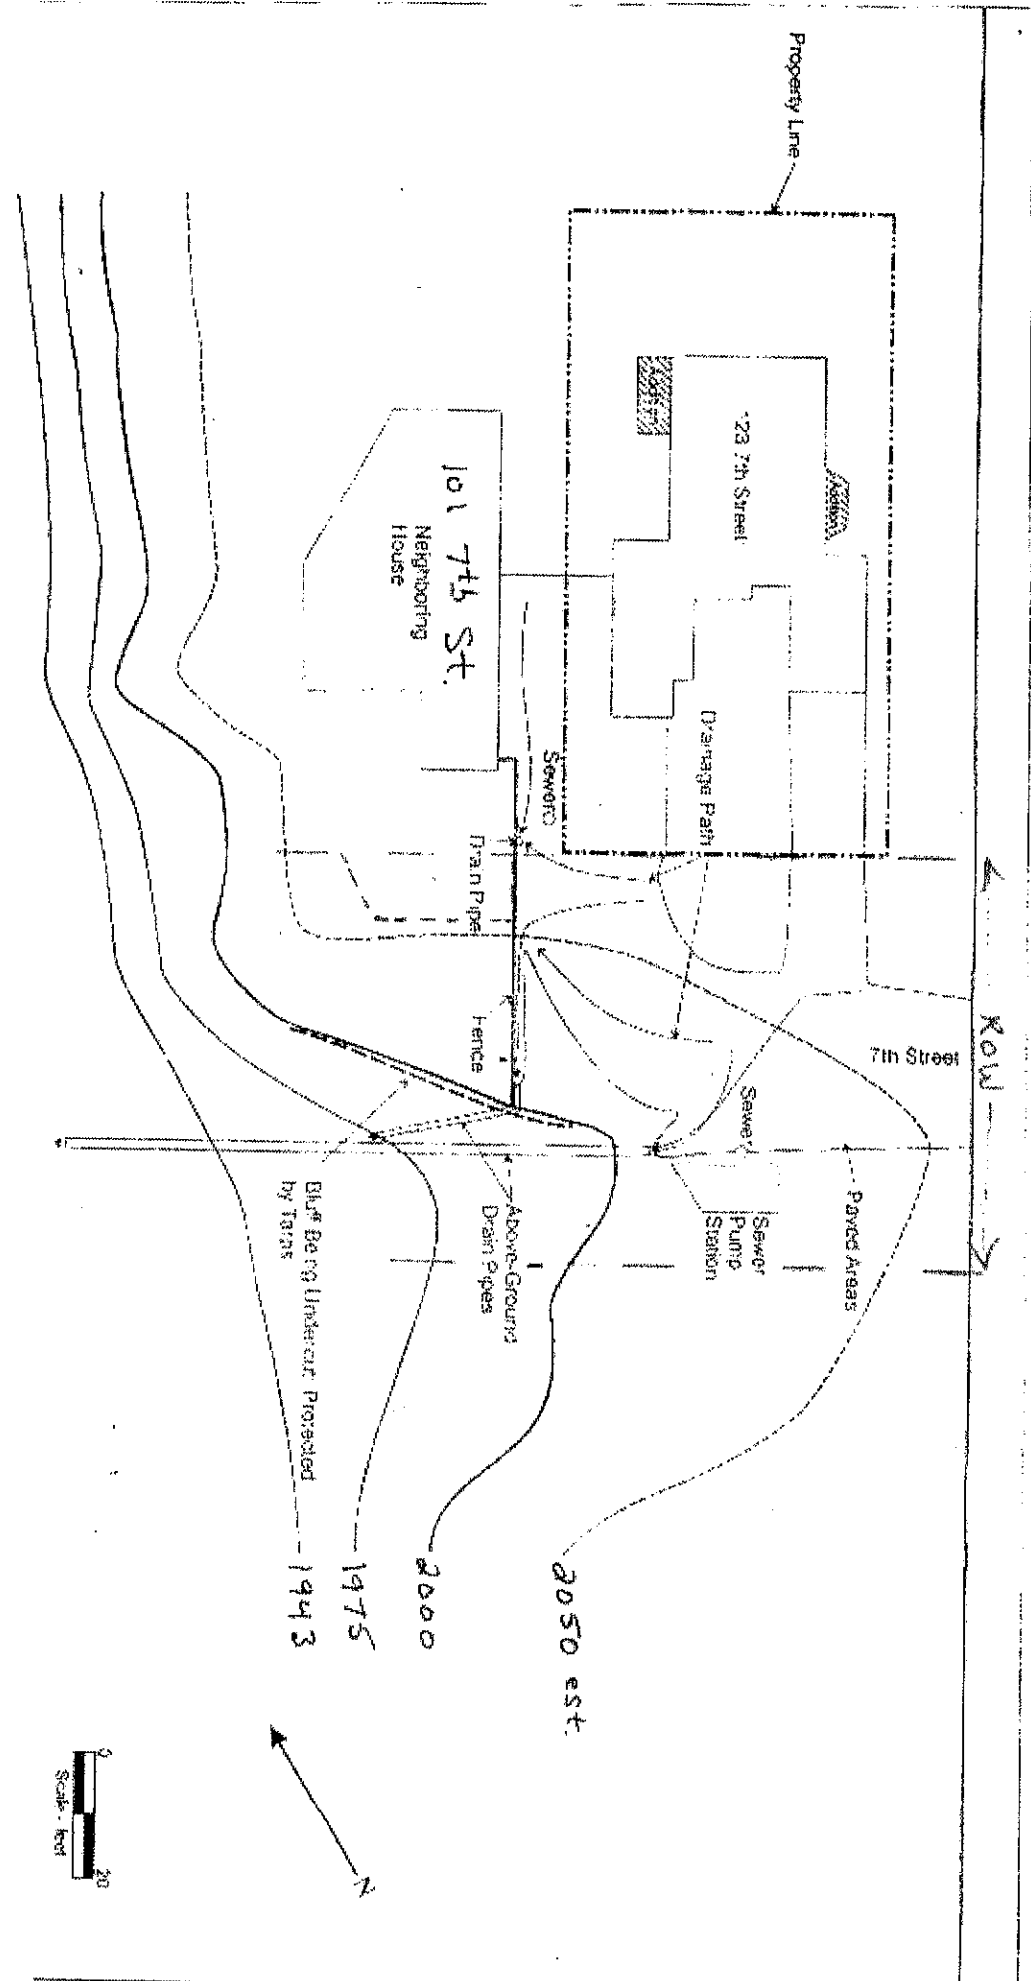 Property Line
123 7th Street
Addition
101 7th St.
Neighboring
House
Drainage Path
Sewers
Drain Pipe
Fence
ROW
7th Street
Sewer
Sewer
Pump
Station
Paved Areas
Above-Ground
Drain Pipes
Bluff Being Undercut Protected
by Tarps
2050 est.
2000
1975
1943
N
0 20
Scale - feet